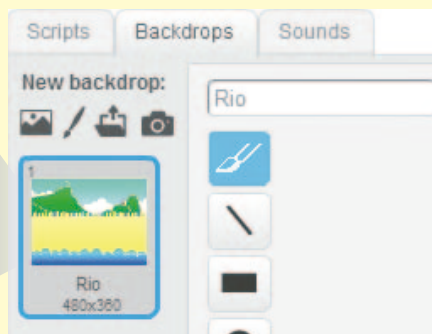 Scripts Backdrops Sounds
New backdrop:
Rio
1
Rio
480x360